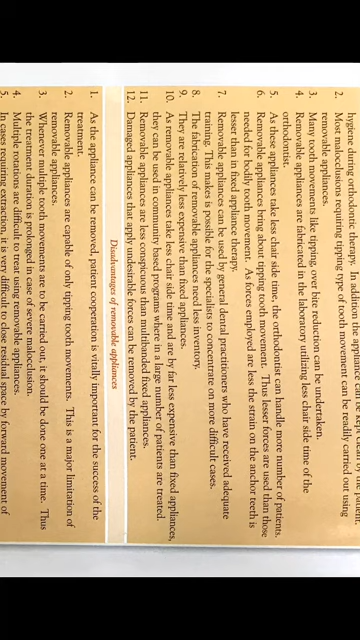 hygiene during orthodontic therapy. In addition the appliance can be kept clean by the patient.
2. Most malocclusions requiring tipping type of tooth movement can be readily carried out using
removable appliances.
3. Many tooth movements like tipping over bite reduction can be undertaken.
4. Removable appliances are fabricated in the laboratory utilizing less chair side time of the
orthodontist.
5. As these appliances take less chair side time, the orthodontist can handle more number of patients.
6. Removable appliances bring about tipping tooth movement. Thus lesser forces are used than those
needed for bodily tooth movement. As forces employed are less the strain on the anchor teeth is
lesser than in fixed appliance therapy.
7. Removable appliances can be used by general dental practitioners who have received adequate
training. This makes is possible for the specialists to concentrate on more difficult cases.
8. The fabrication of removable appliances need less inventory.
9. They are relatively less expensive than fixed appliances.
10. As removable appliances take less chair side time and are by far less expensive than fixed appliances,
they can be used in community based programs where in a large number of patients are treated.
11. Removable appliances are less conspicuous than multibanded fixed appliances.
12. Damaged appliances that apply undesirable forces can be removed by the patient.
Disadvantages of removable appliances
1. As the appliance can be removed, patient cooperation is vitally important for the success of the
treatment.
2. Removable appliances are capable of only tipping tooth movements. This is a major limitation of
removable appliances.
3. Whenever multiple tooth movements are to be carried out, it should be done one at a time. Thus
the treatment duration is prolonged in case of severe malocclusion.
4. Multiple rotations are difficult to treat using removable appliances.
5. In cases requiring extraction, it is very difficult to close residual space by forward movement of